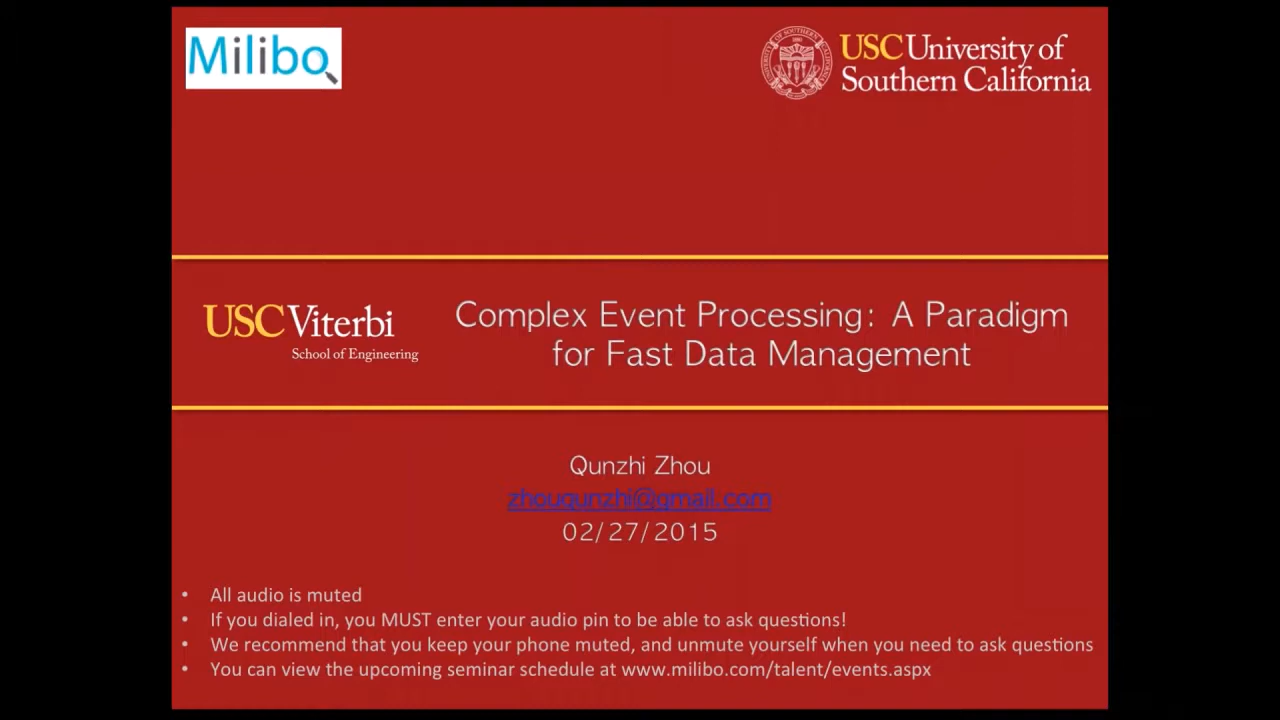 Milibo
USC University of
Southern California
USC Viterbi
School of Engineering
Complex Event Processing: A Paradigm
for Fast Data Management
Qunzhi Zhou
zhouqunzhi@gmail.com
02/27/2015
• All audio is muted
• If you dialed in, you MUST enter your audio pin to be able to ask questions!
• We recommend that you keep your phone muted, and unmute yourself when you need to ask questions
• You can view the upcoming seminar schedule at www.milibo.com/talent/events.aspx